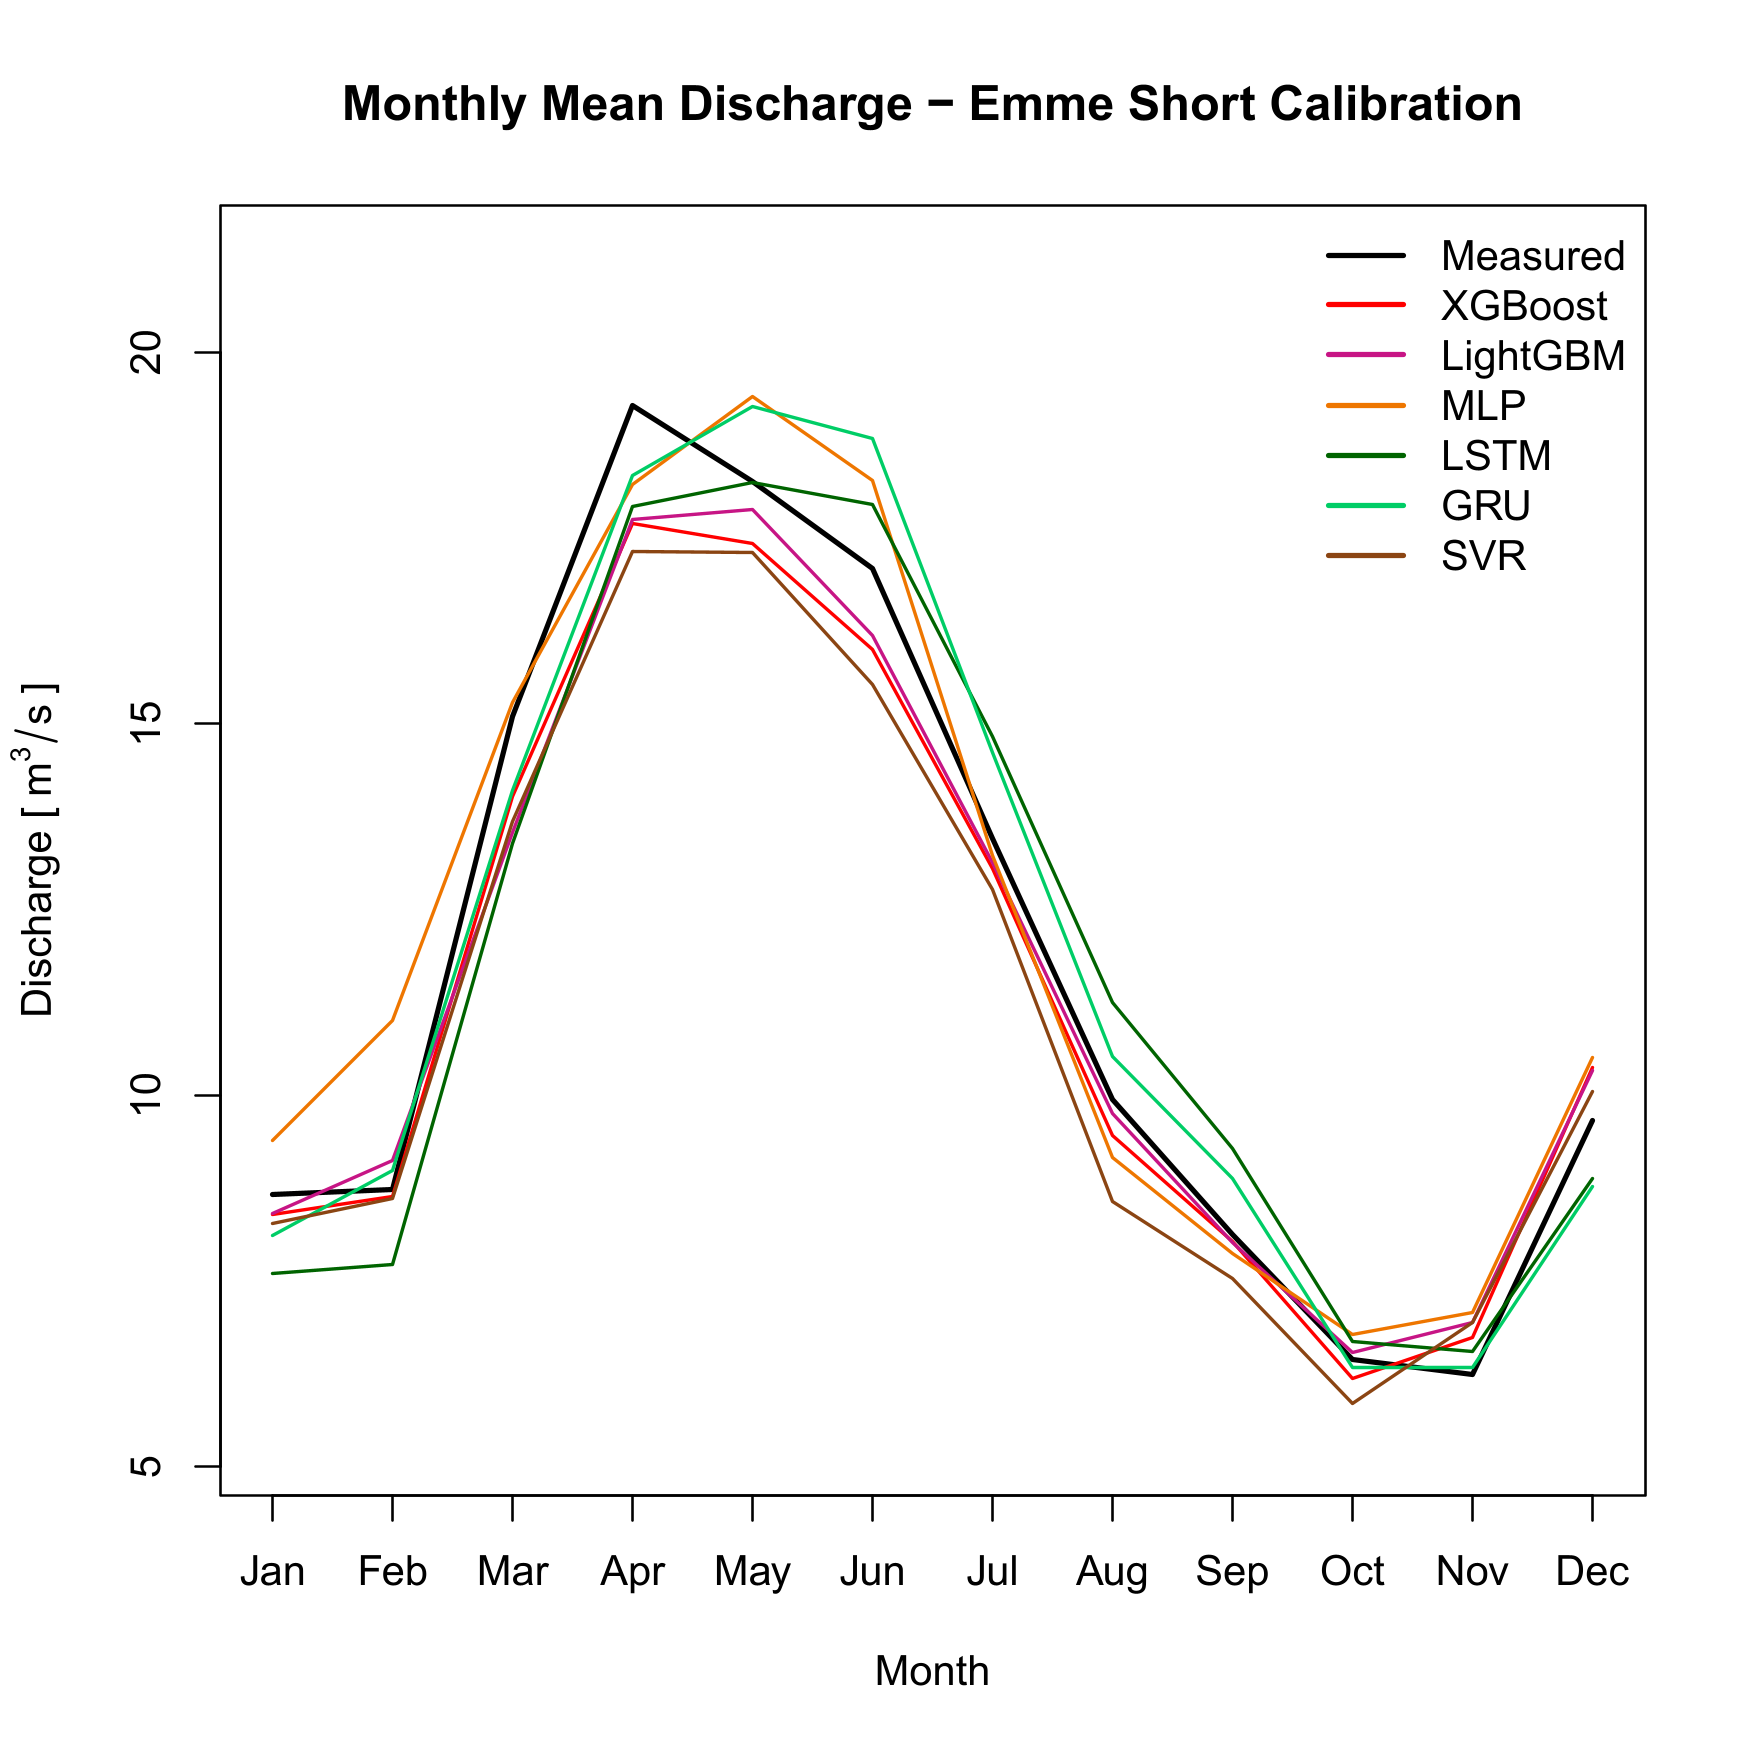 Monthly Mean Discharge − Emme Short Calibration
Measured
XGBoost
LightGBM
MLP
LSTM
GRU
SVR
20
15
10
5
Discharge [ m³/s ]
Jan Feb Mar Apr May Jun Jul Aug Sep Oct Nov Dec
Month